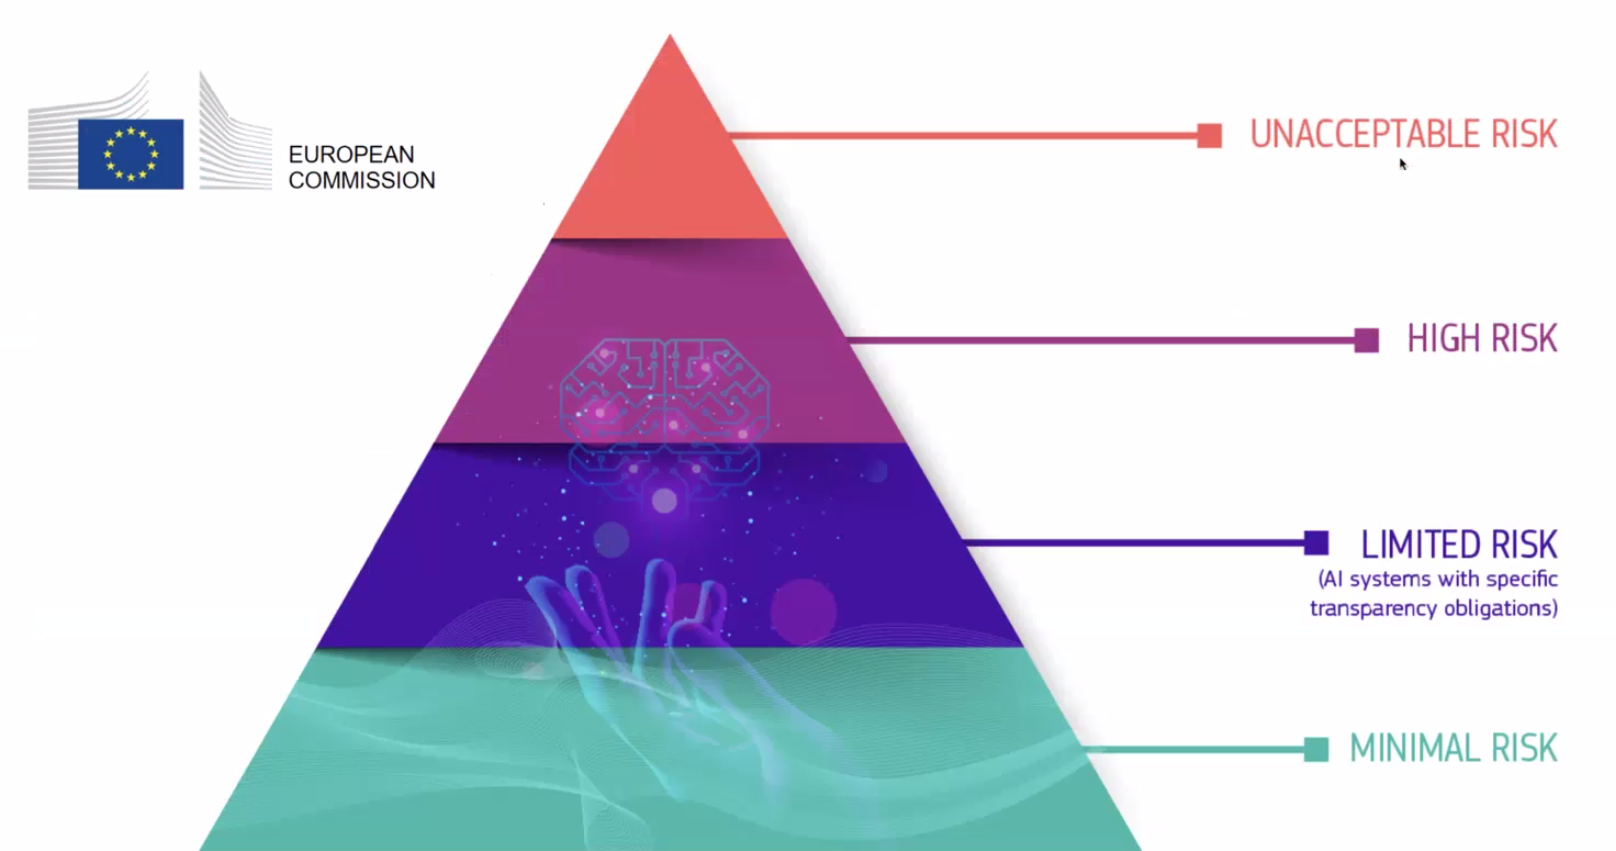 EUROPEAN
COMMISSION
UNACCEPTABLE RISK
HIGH RISK
LIMITED RISK
(AI systems with specific
transparency obligations)
MINIMAL RISK